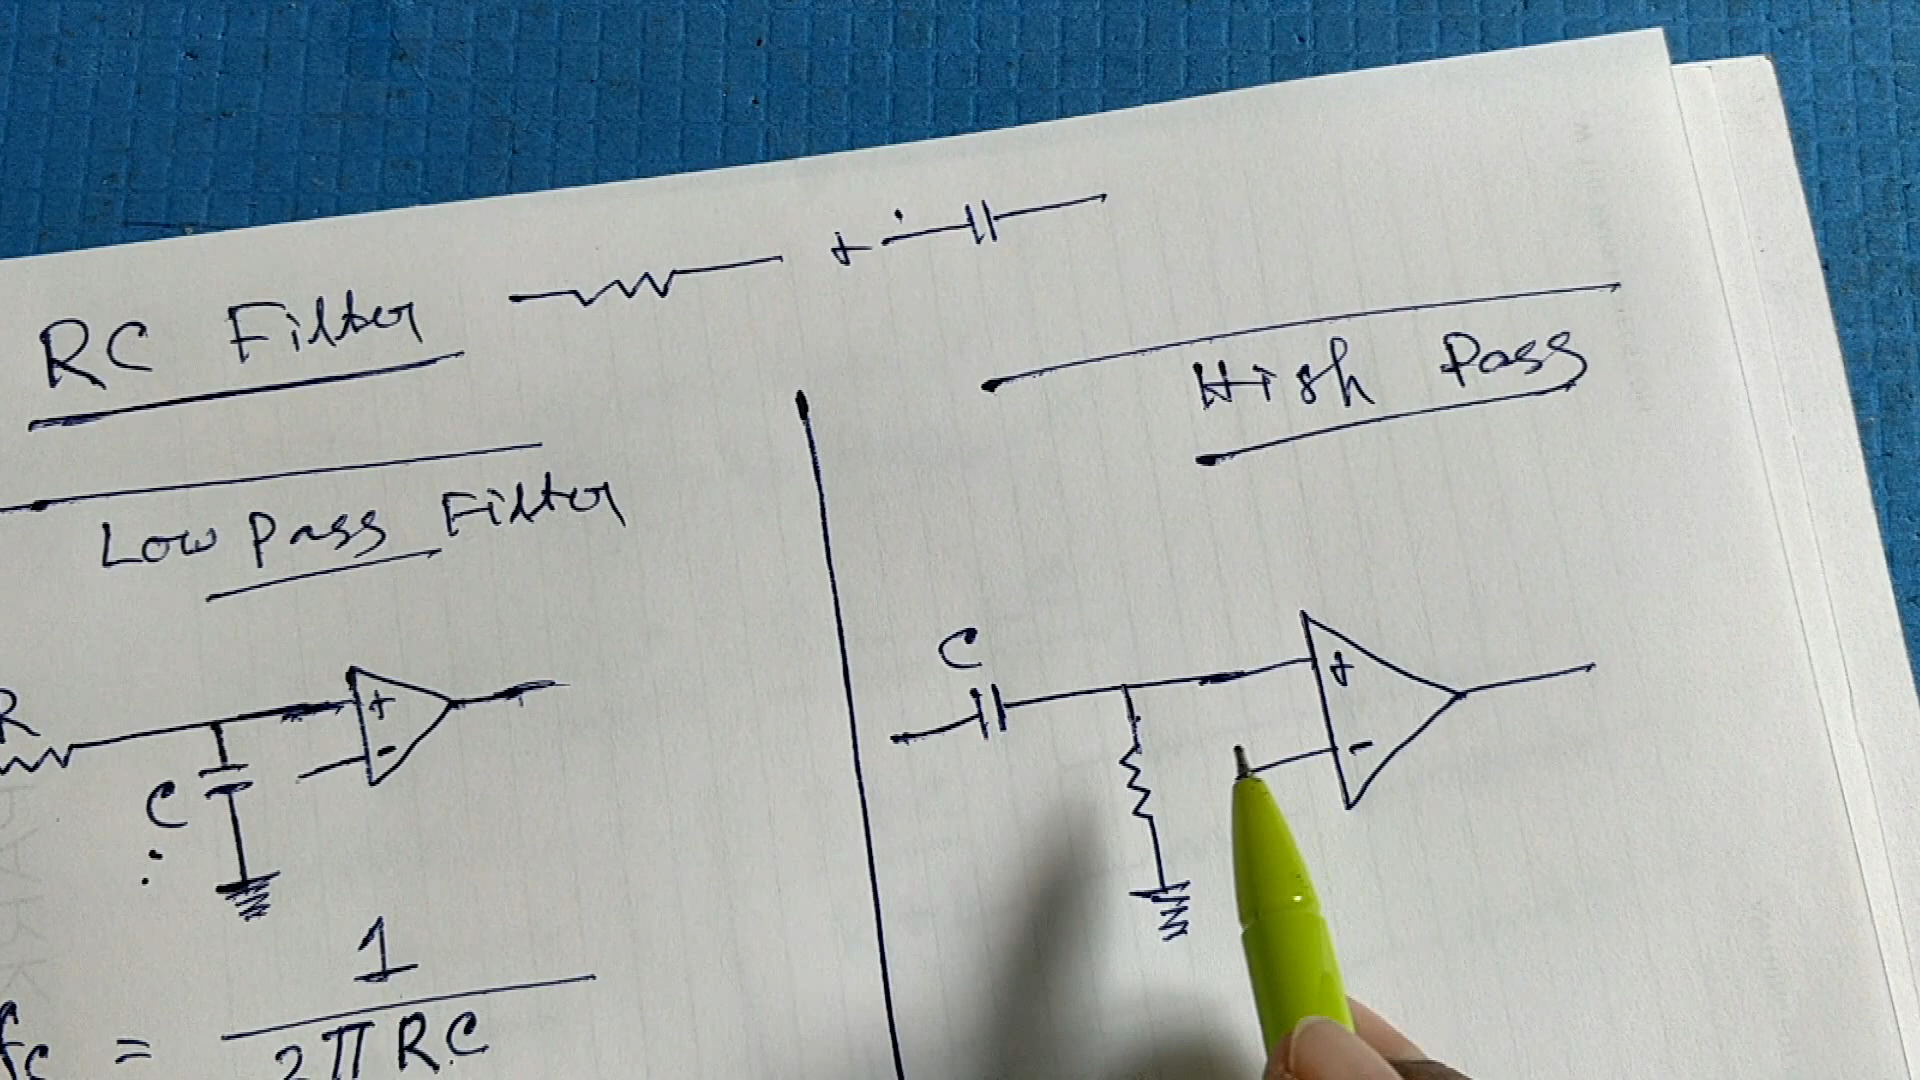 RC Filter
+
Low Pass Filter
High Pass
R
C
+
-
C
+
-
fc = 1
2πRC